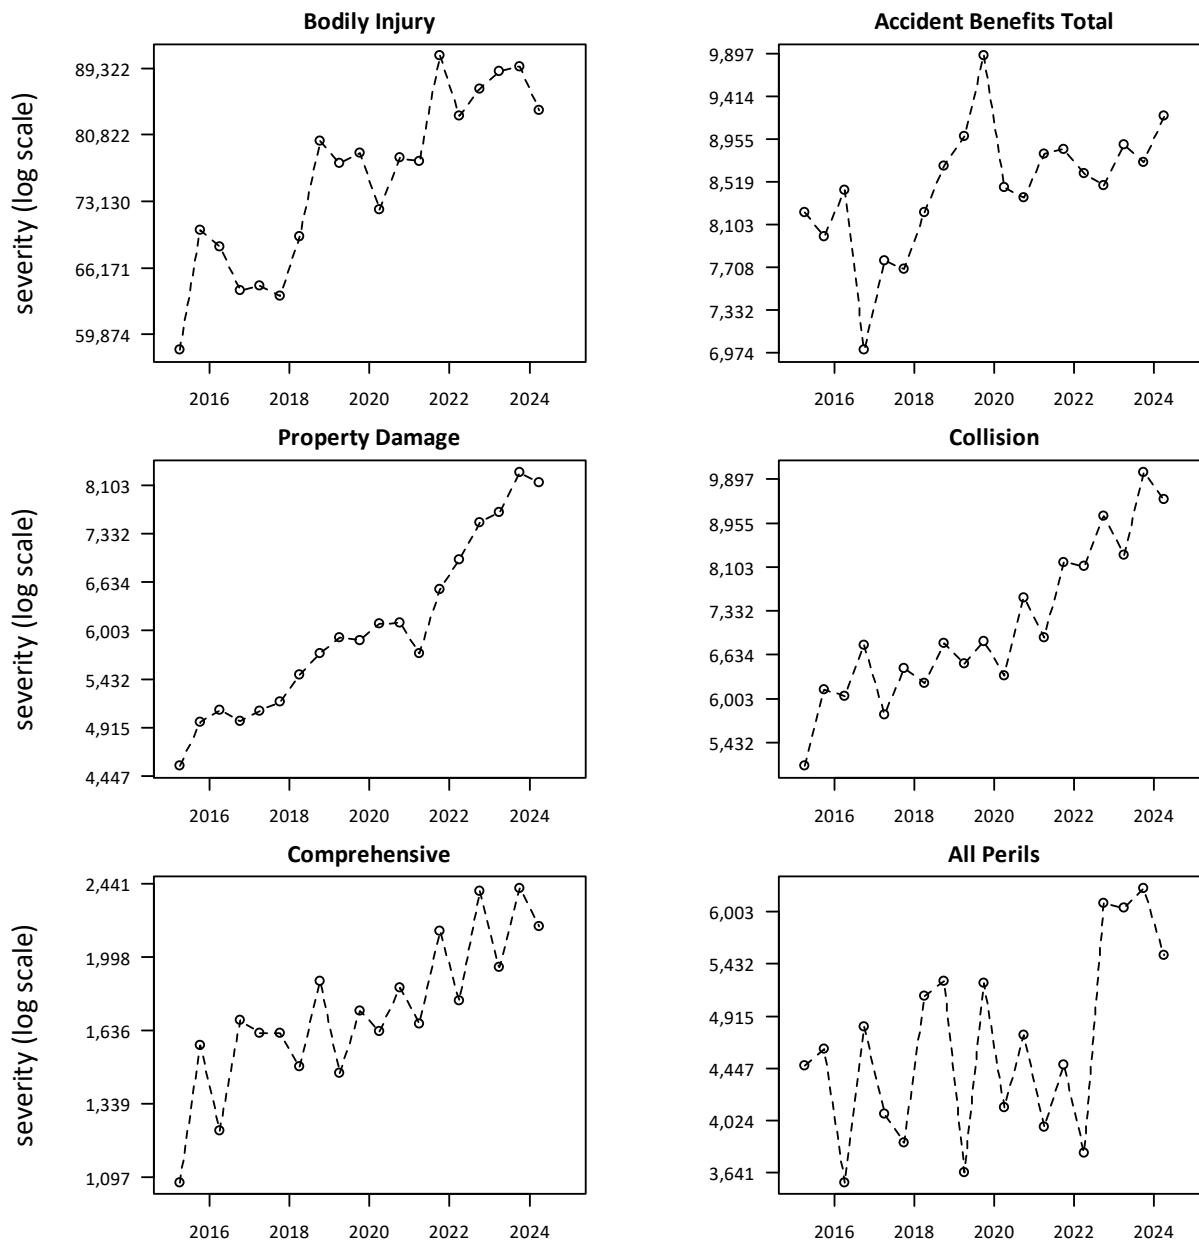 Bodily Injury
severity (log scale)
89,322
80,822
73,130
66,171
59,874
2016 2018 2020 2022 2024
Accident Benefits Total
9,897
9,414
8,955
8,519
8,103
7,708
7,332
6,974
2016 2018 2020 2022 2024
Property Damage
severity (log scale)
8,103
7,332
6,634
6,003
5,432
4,915
4,447
2016 2018 2020 2022 2024
Collision
9,897
8,955
8,103
7,332
6,634
6,003
5,432
2016 2018 2020 2022 2024
Comprehensive
severity (log scale)
2,441
1,998
1,636
1,339
1,097
2016 2018 2020 2022 2024
All Perils
6,003
5,432
4,915
4,447
4,024
3,641
2016 2018 2020 2022 2024